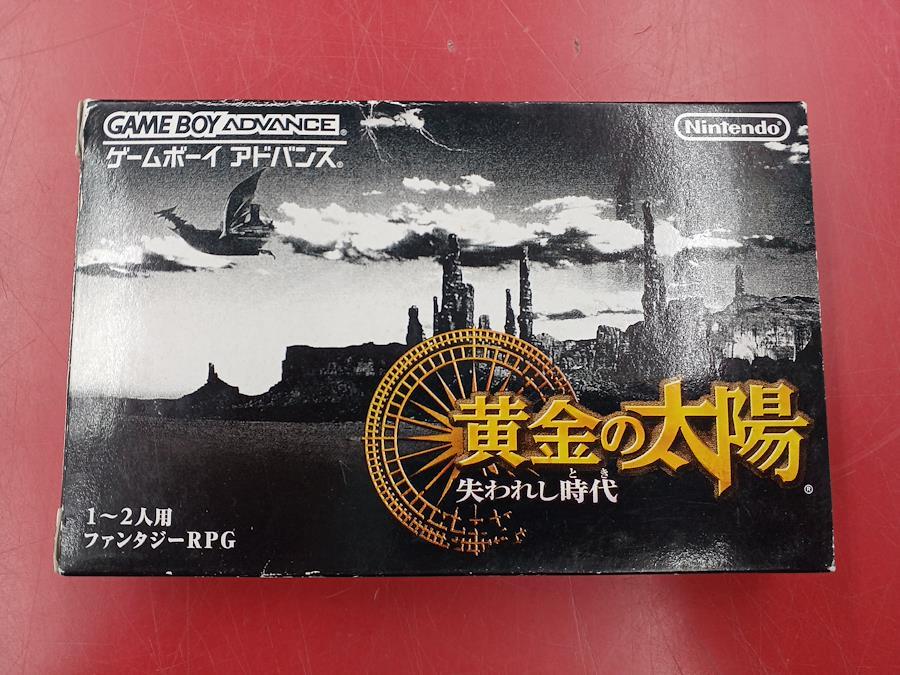 GAME BOY ADVANCE®
ゲームボーイ アドバンス®
Nintendo®
黄金の太陽®
とき
失われし時代
1〜2人用
ファンタジーRPG